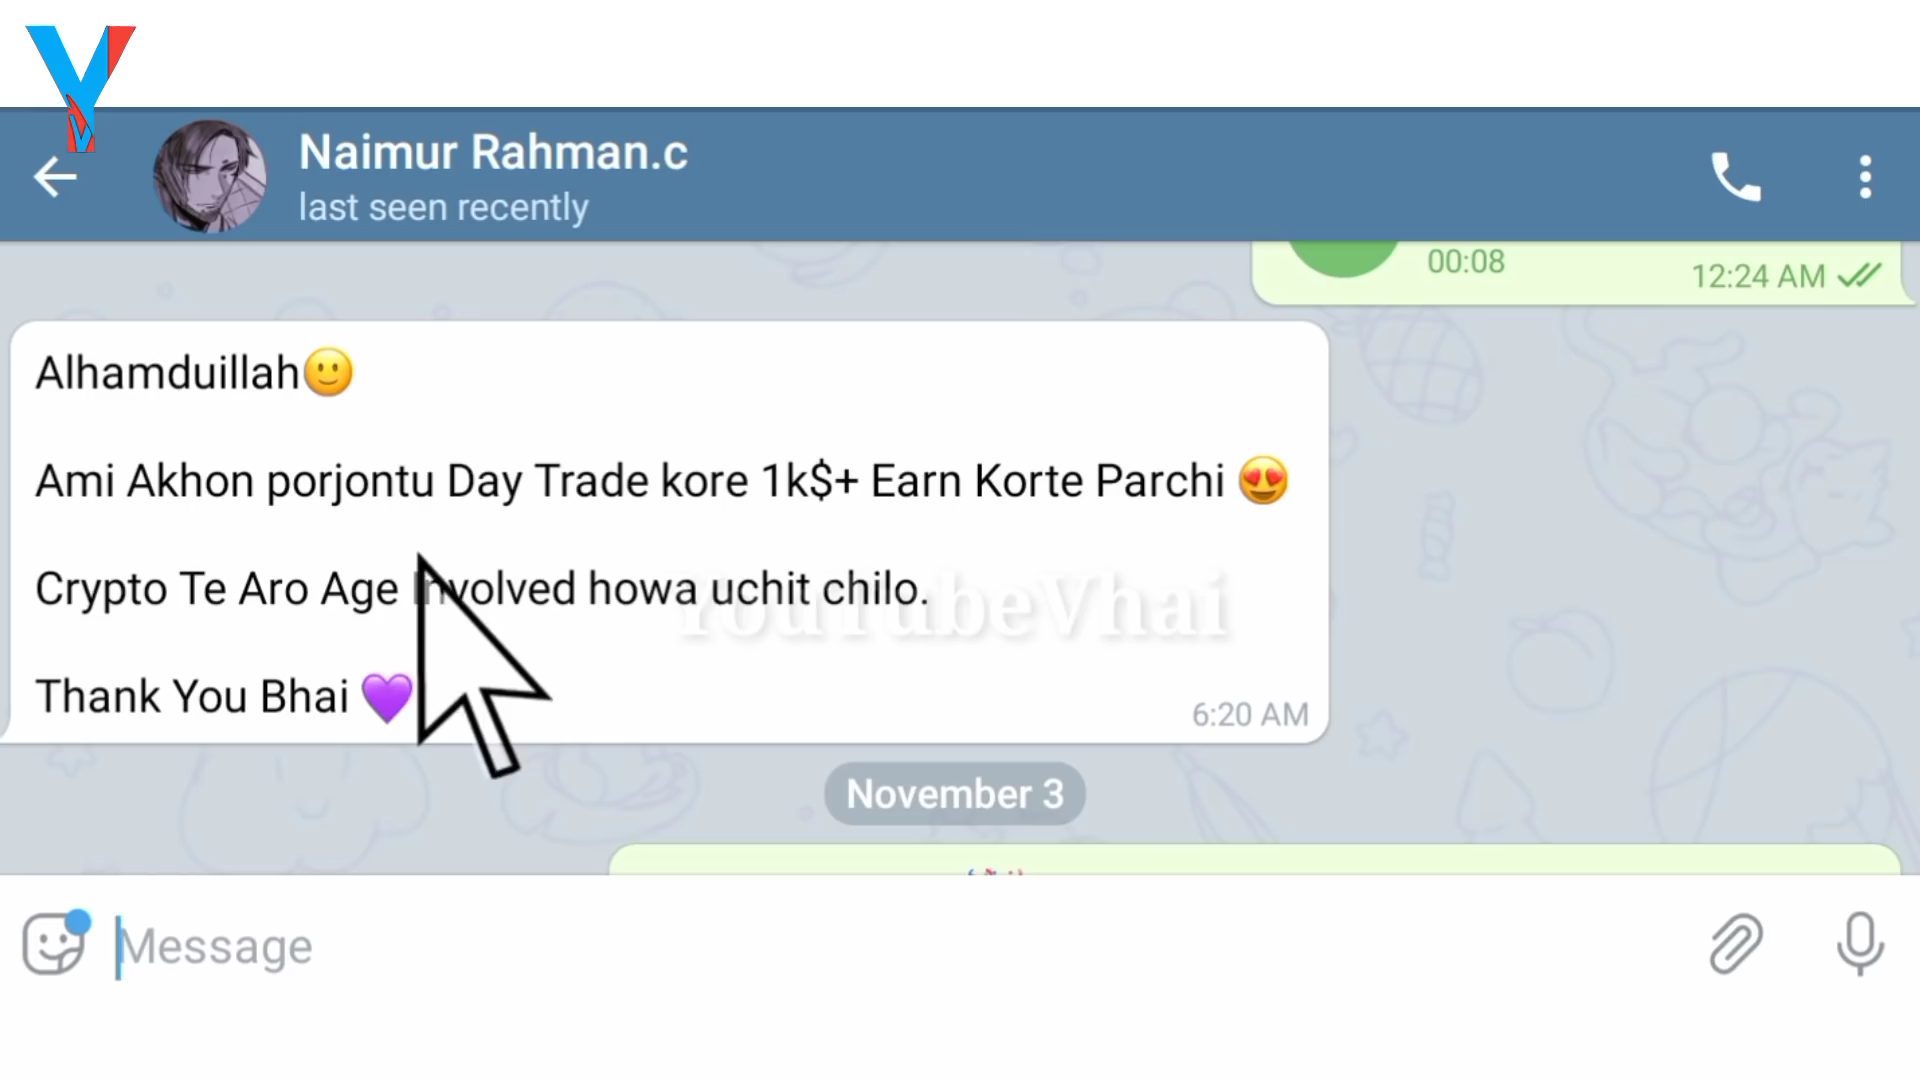 Naimur Rahman.c
last seen recently
00:08
12:24 AM
Alhamduillah🙂
Ami Akhon porjontu Day Trade kore 1k$+ Earn Korte Parchi 😍
Crypto Te Aro Age Involved howa uchit chilo.
YouTubeVhai
Thank You Bhai 💜
6:20 AM
November 3
Message